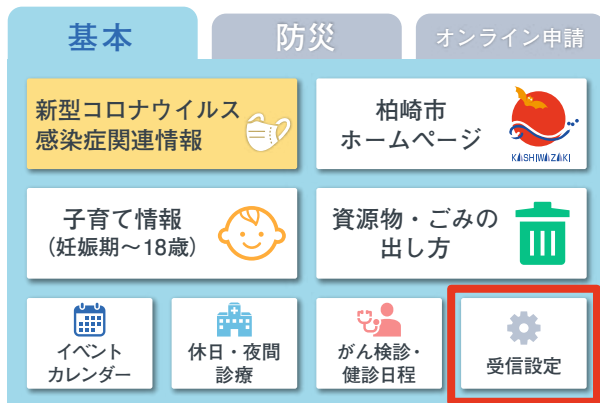 基本
防災
オンライン申請
新型コロナウイルス
感染症関連情報
柏崎市
ホームページ
KASHIWAZAKI
子育て情報
（妊娠期～18歳）
資源物・ごみの
出し方
イベント
カレンダー
休日・夜間
診療
がん検診・
健診日程
受信設定